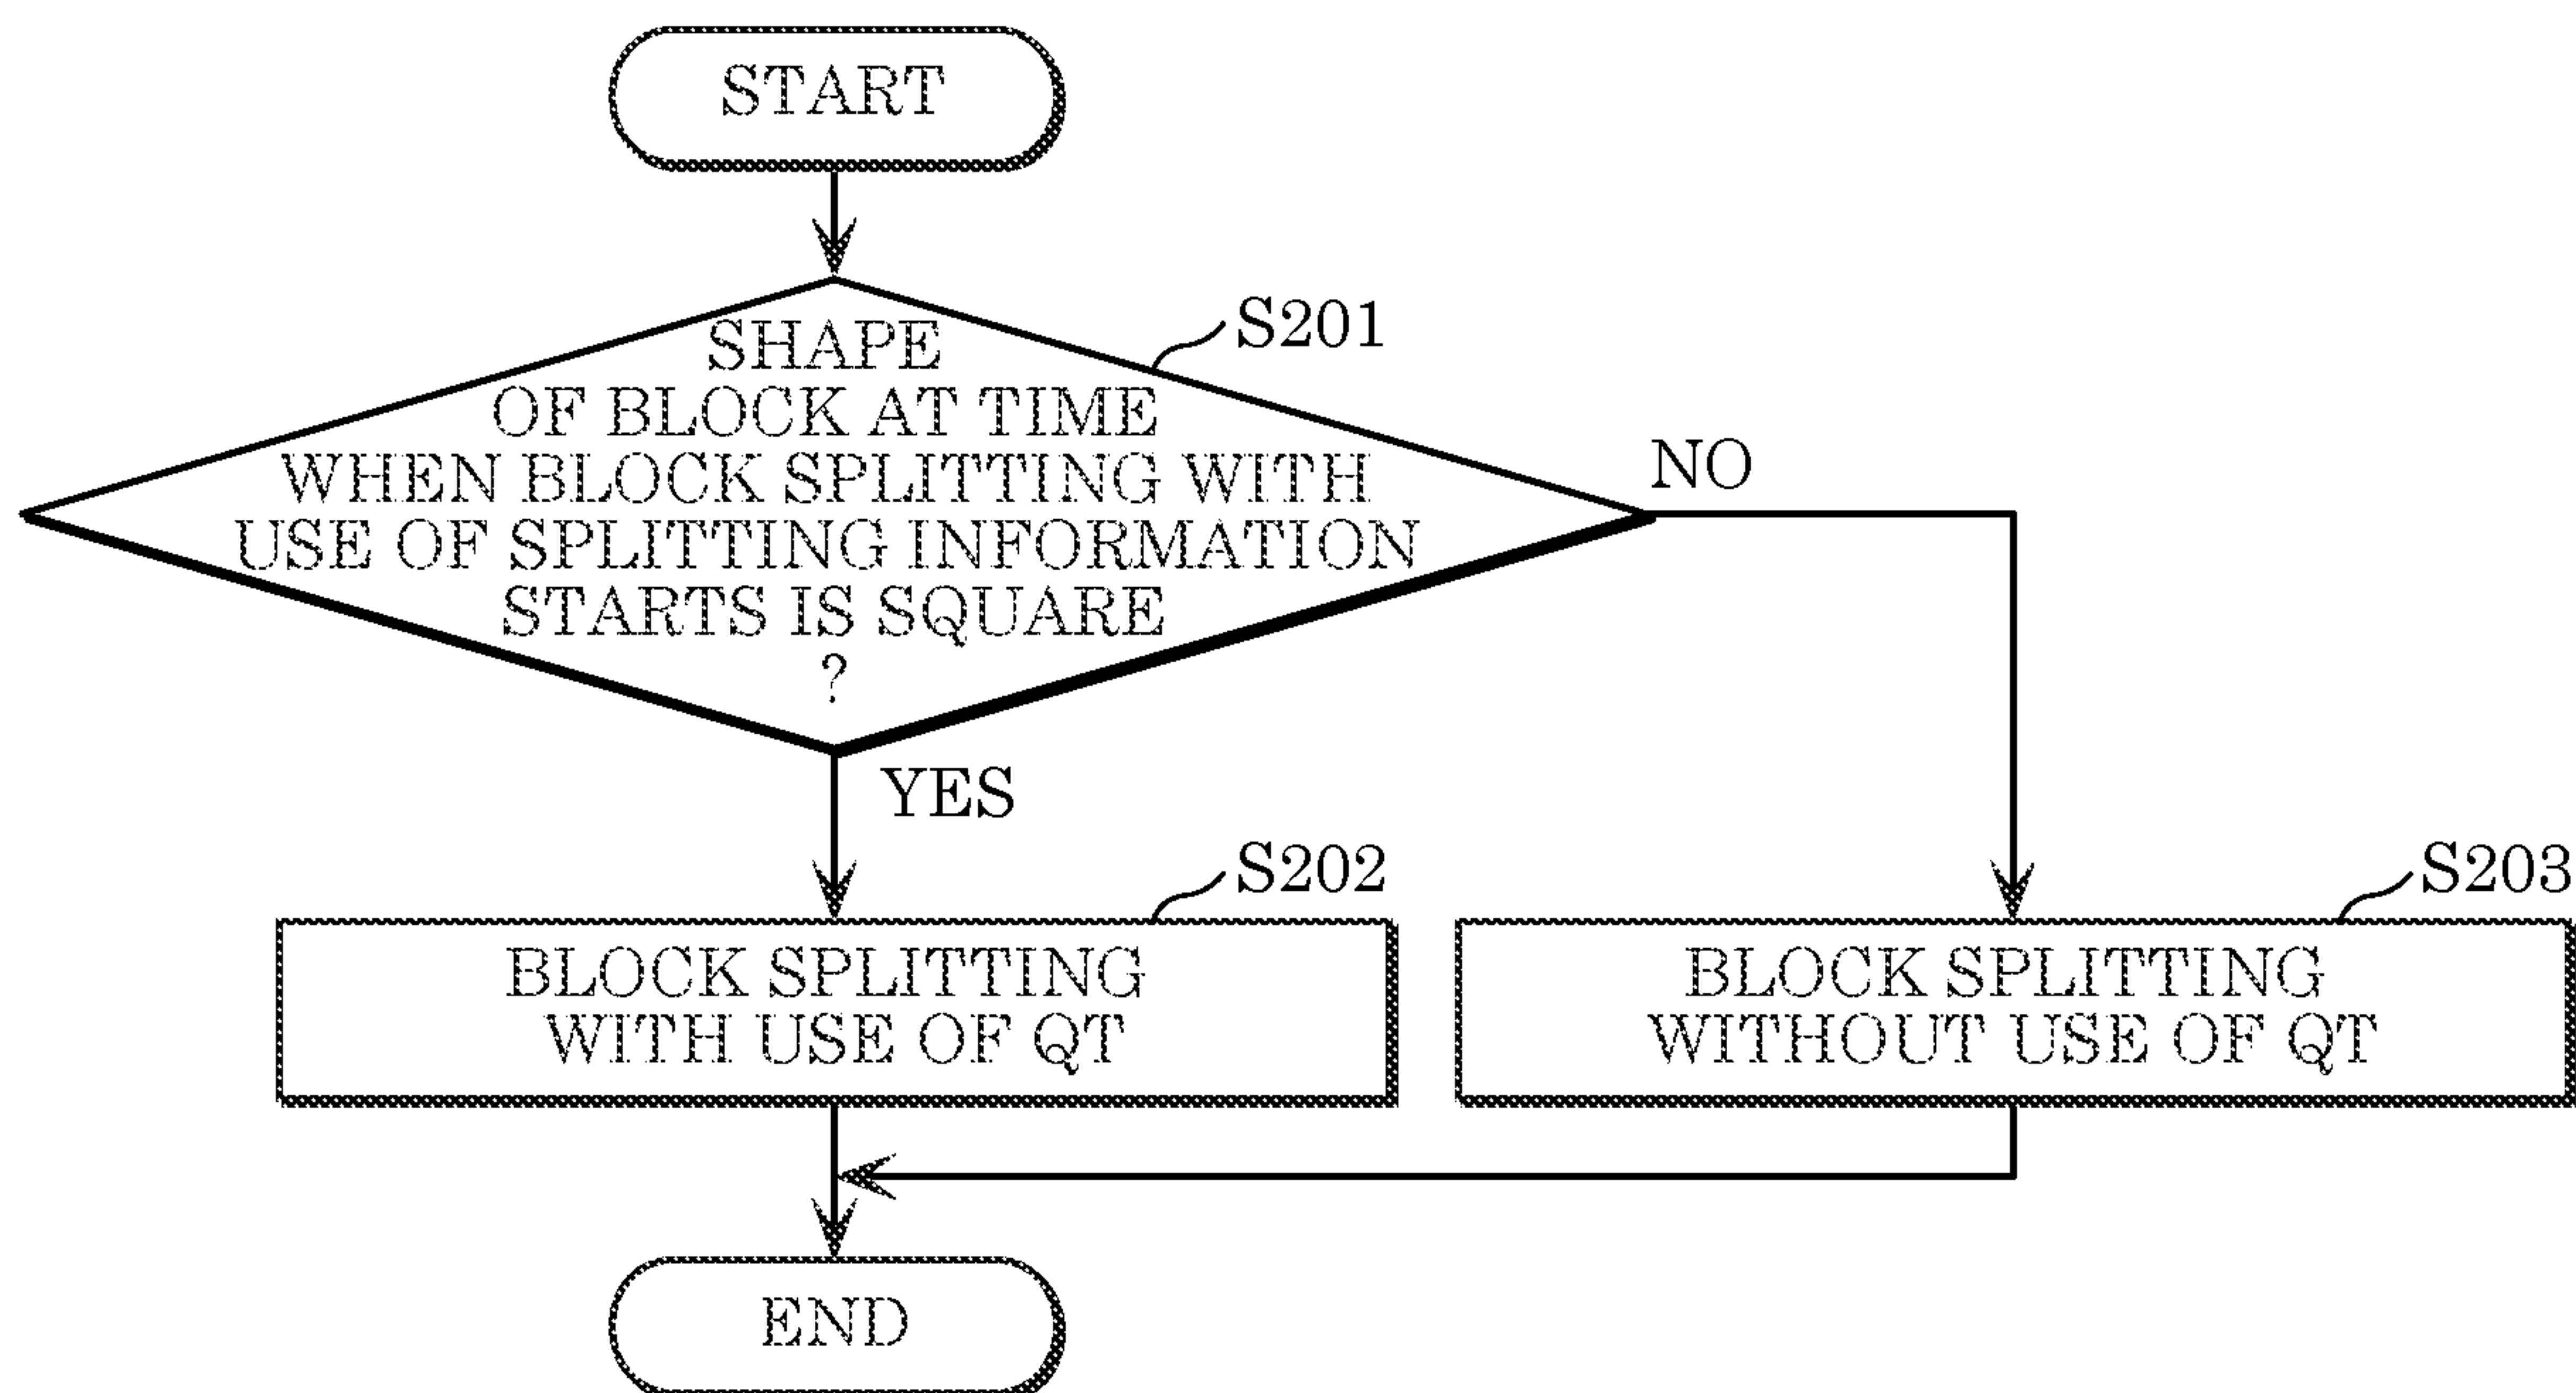 START
S201
SHAPE
OF BLOCK AT TIME
WHEN BLOCK SPLITTING WITH
USE OF SPLITTING INFORMATION
STARTS IS SQUARE
?
NO
YES
S202
BLOCK SPLITTING
WITH USE OF QT
S203
BLOCK SPLITTING
WITHOUT USE OF QT
END